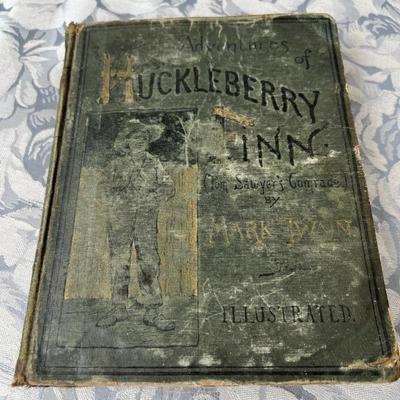 Adventures
of
HUCKLEBERRY
FINN.
(Tom Sawyer's Comrade.)
BY
MARK TWAIN.
ILLUSTRATED.